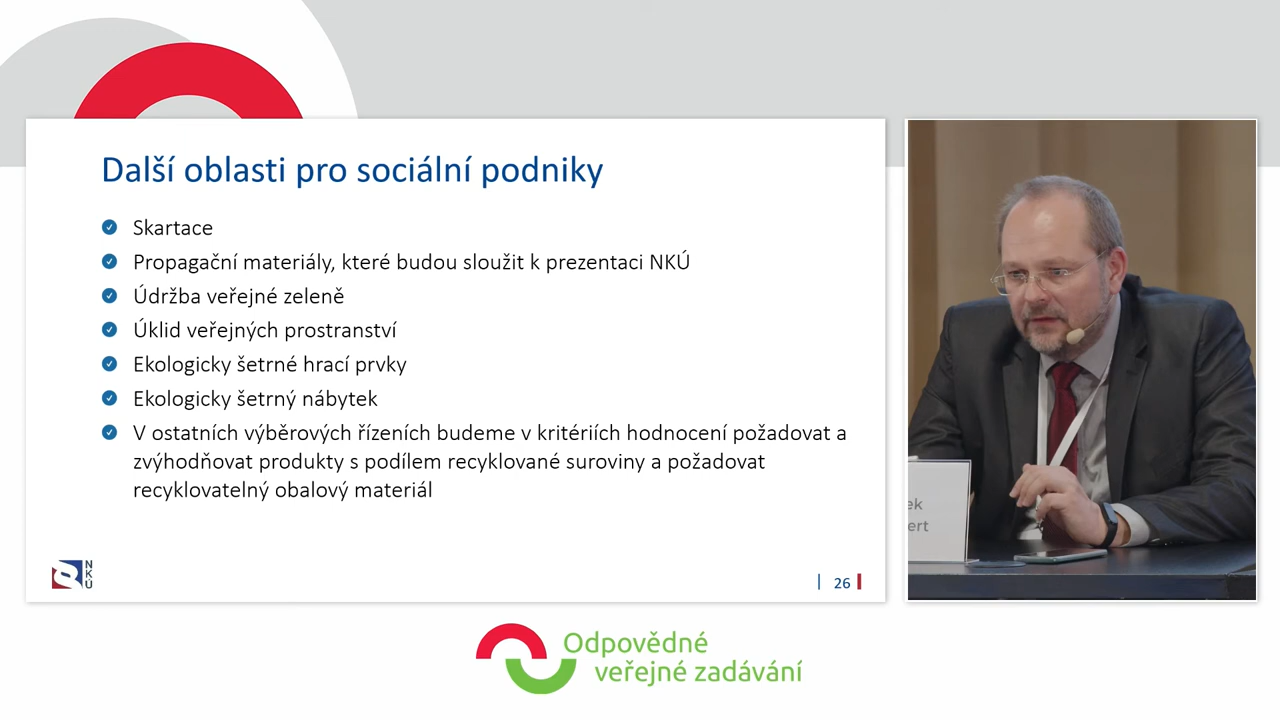 Další oblasti pro sociální podniky
Skartace
Propagační materiály, které budou sloužit k prezentaci NKÚ
Údržba veřejné zeleně
Úklid veřejných prostranství
Ekologicky šetrné hrací prvky
Ekologicky šetrný nábytek
V ostatních výběrových řízeních budeme v kritériích hodnocení požadovat a
zvýhodňovat produkty s podílem recyklované suroviny a požadovat
recyklovatelný obalový materiál
NKÚ
26
ek
ert
Odpovědné
veřejné zadávání